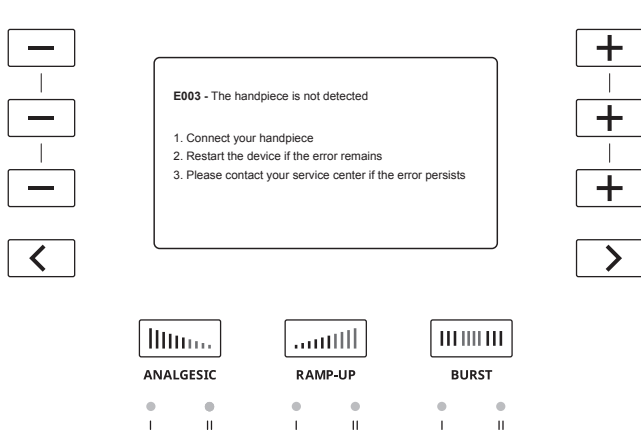 E003 - The handpiece is not detected
1. Connect your handpiece
2. Restart the device if the error remains
3. Please contact your service center if the error persists
ANALGESIC RAMP-UP BURST
I II I II I II